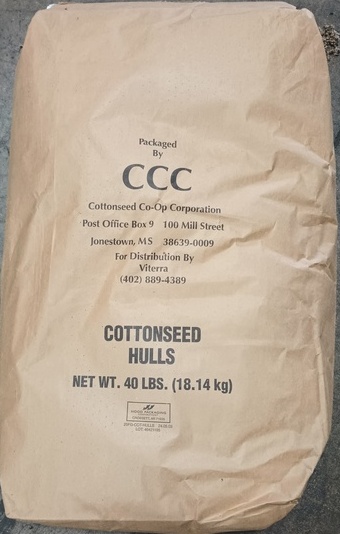 Packaged
By
CCC
Cottonseed Co-Op Corporation
Post Office Box 9 100 Mill Street
Jonestown, MS 38639-0009
For Distribution By
Viterra
(402) 889-4389
COTTONSEED
HULLS
NET WT. 40 LBS. (18.14 kg)